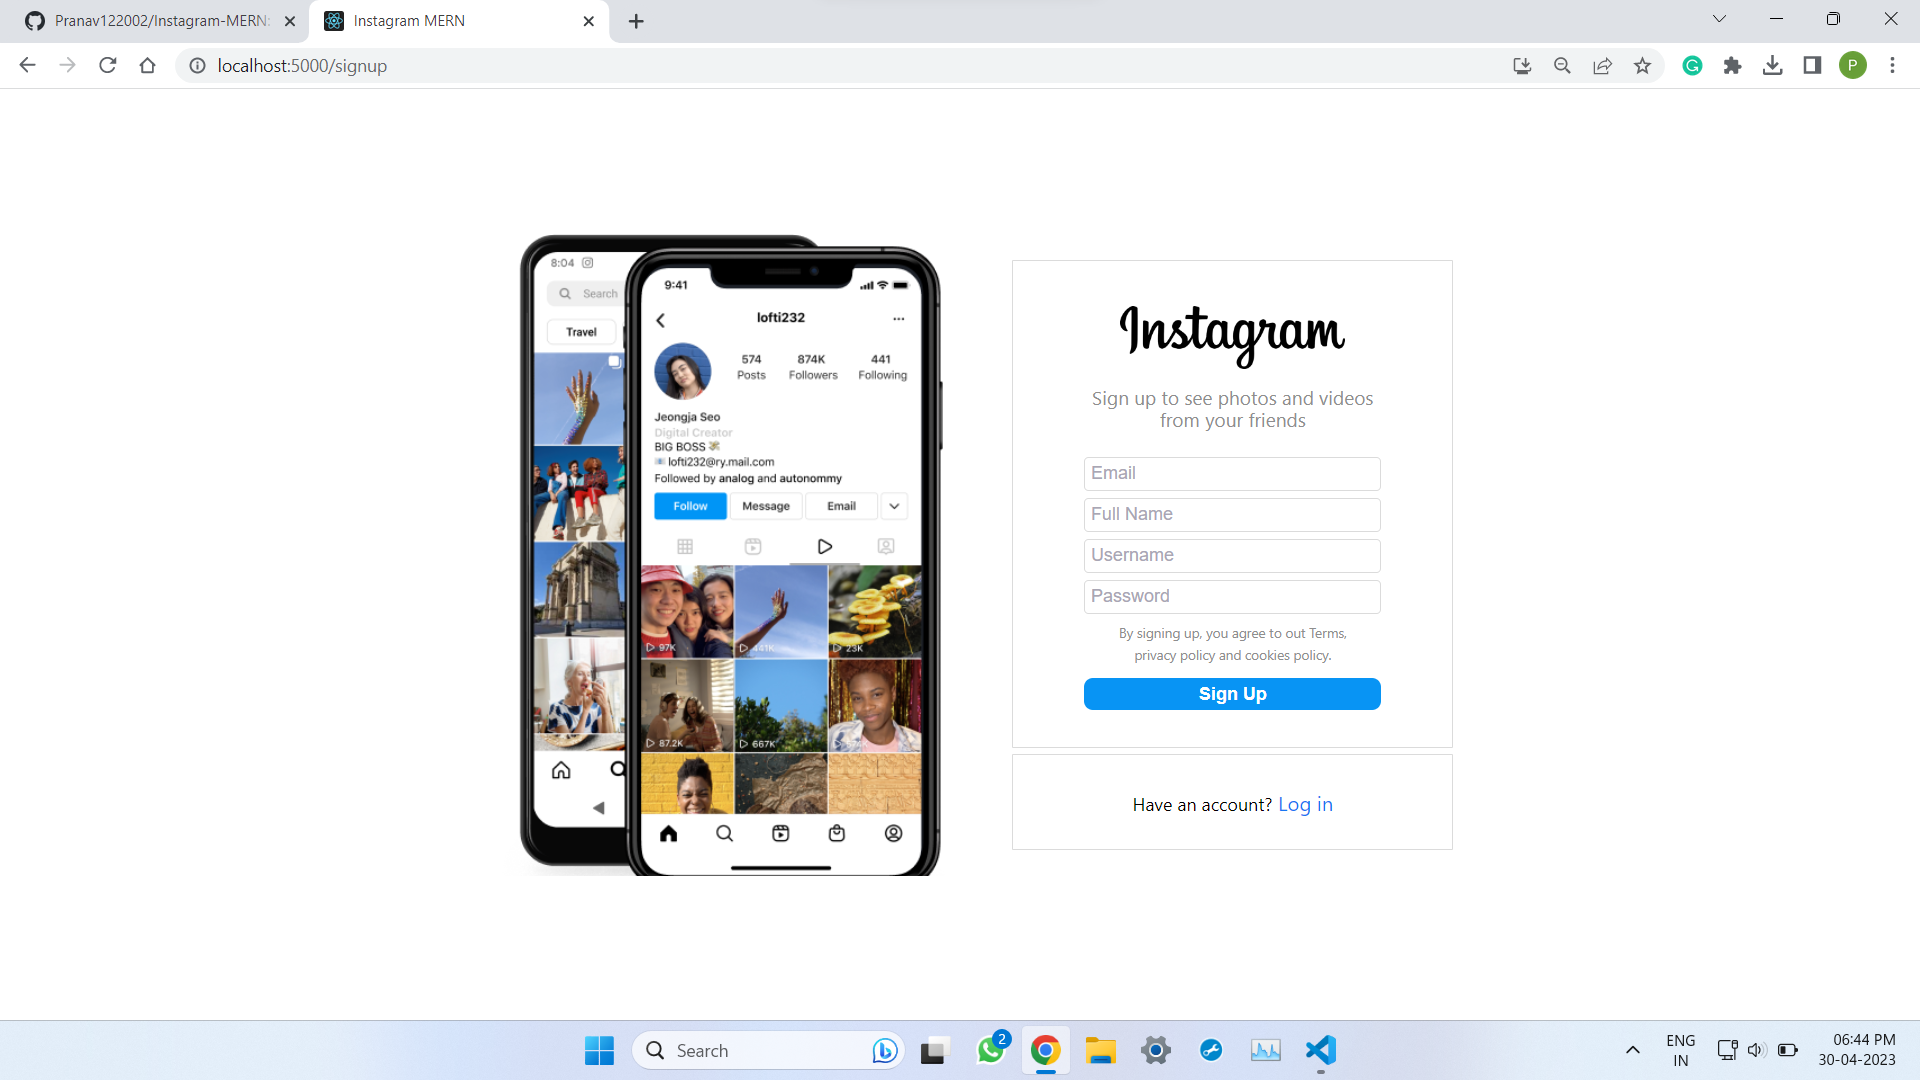 Pranav122002/Instagram-MERN:
Instagram MERN
localhost:5000/signup
P
8:04
Search
Travel
9:41
lofti232
574 874K 441
Posts Followers Following
Jeongja Seo
Digital Creator
BIG BOSS
lofti232@ry.mail.com
Followed by analog and autonommy
Follow Message Email
97K 441K 23K
87.2K 667K
Instagram
Sign up to see photos and videos
from your friends
Email
Full Name
Username
Password
By signing up, you agree to out Terms,
privacy policy and cookies policy.
Sign Up
Have an account? Log in
Search
2
ENG
IN
06:44 PM
30-04-2023